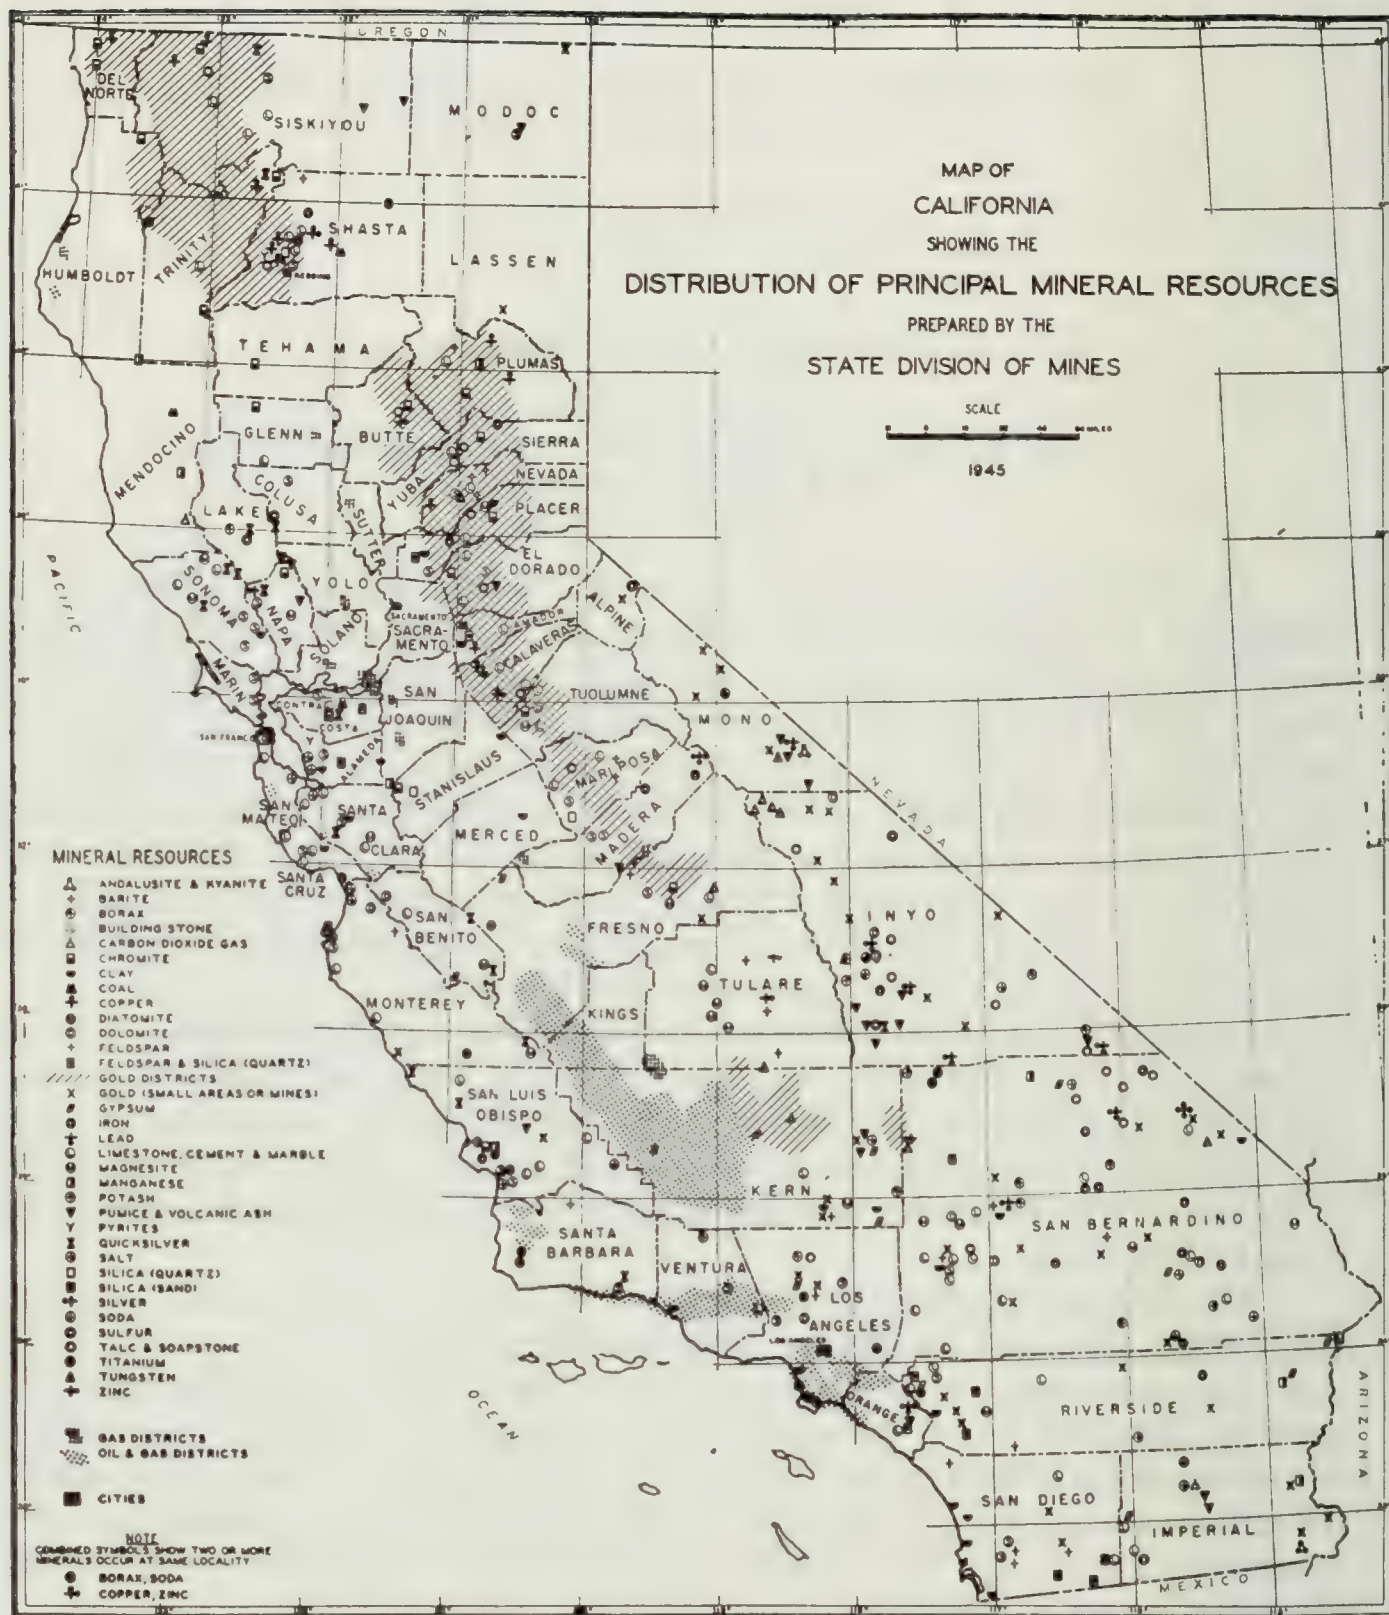 OREGON
DEL
NORTE
SISKIYOU
MODOC
MAP OF
CALIFORNIA
SHOWING THE
DISTRIBUTION OF PRINCIPAL MINERAL RESOURCES
PREPARED BY THE
STATE DIVISION OF MINES
SCALE
1945
SHASTA
TRINITY
REDDING
HUMBOLDT
LASSEN
TEHAMA
PLUMAS
GLENN
BUTTE
SIERRA
MENDOCINO
NEVADA
COLUSA
YUBA
LAKE
SUTTER
PLACER
EL
DORADO
PACIFIC
SONOMA
NAPA
YOLO
SOLANO
SACRAMENTO
SACRA-
MENTO
AMADOR
ALPINE
CALAVERAS
MARIN
CONTRA
COSTA
SAN
JOAQUIN
TUOLUMNE
MONO
SAN FRANC
ALAMEDA
STANISLAUS
MARIPOSA
NEVADA
SAN
MATEO
SANTA
CLARA
MERCED
MADERA
SANTA
CRUZ
SAN
BENITO
FRESNO
INYO
MONTEREY
KINGS
TULARE
SAN LUIS
OBISPO
KERN
SAN BERNARDINO
SANTA
BARBARA
VENTURA
LOS
ANGELES
LOS ANGELES
OCEAN
ORANGE
RIVERSIDE
ARIZONA
SAN DIEGO
IMPERIAL
MEXICO
MINERAL RESOURCES
ANDALUSITE & KYANITE
BARITE
BORAX
BUILDING STONE
CARBON DIOXIDE GAS
CHROMITE
CLAY
COAL
COPPER
DIATOMITE
DOLOMITE
FELDSPAR
FELDSPAR & SILICA (QUARTZ)
GOLD DISTRICTS
GOLD (SMALL AREAS OR MINES)
GYPSUM
IRON
LEAD
LIMESTONE, CEMENT & MARBLE
MAGNESITE
MANGANESE
POTASH
PUMICE & VOLCANIC ASH
PYRITES
QUICKSILVER
SALT
SILICA (QUARTZ)
SILICA (SAND)
SILVER
SODA
SULFUR
TALC & SOAPSTONE
TITANIUM
TUNGSTEN
ZINC
GAS DISTRICTS
OIL & GAS DISTRICTS
CITIES
NOTE
COMBINED SYMBOLS SHOW TWO OR MORE
MINERALS OCCUR AT SAME LOCALITY
BORAX, SODA
COPPER, ZINC